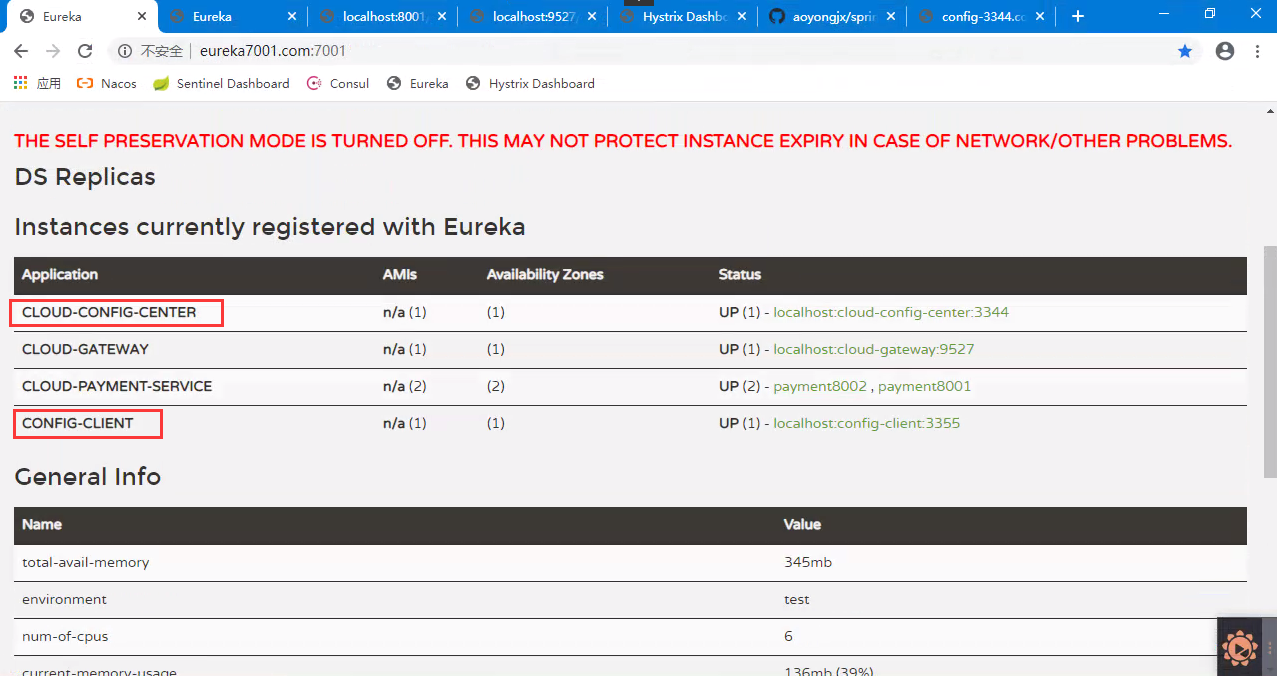 Eureka Eureka localhost:8001 localhost:9527 Hystrix Dashb aoyongjx/sprin config-3344.co
不安全 eureka7001.com:7001
应用 Nacos Sentinel Dashboard Consul Eureka Hystrix Dashboard
THE SELF PRESERVATION MODE IS TURNED OFF. THIS MAY NOT PROTECT INSTANCE EXPIRY IN CASE OF NETWORK/OTHER PROBLEMS.
DS Replicas
Instances currently registered with Eureka
Application AMIs Availability Zones Status
CLOUD-CONFIG-CENTER n/a (1) (1) UP (1) - localhost:cloud-config-center:3344
CLOUD-GATEWAY n/a (1) (1) UP (1) - localhost:cloud-gateway:9527
CLOUD-PAYMENT-SERVICE n/a (2) (2) UP (2) - payment8002 , payment8001
CONFIG-CLIENT n/a (1) (1) UP (1) - localhost:config-client:3355
General Info
Name Value
total-avail-memory 345mb
environment test
num-of-cpus 6
current-memory-usage 136mb (39%)